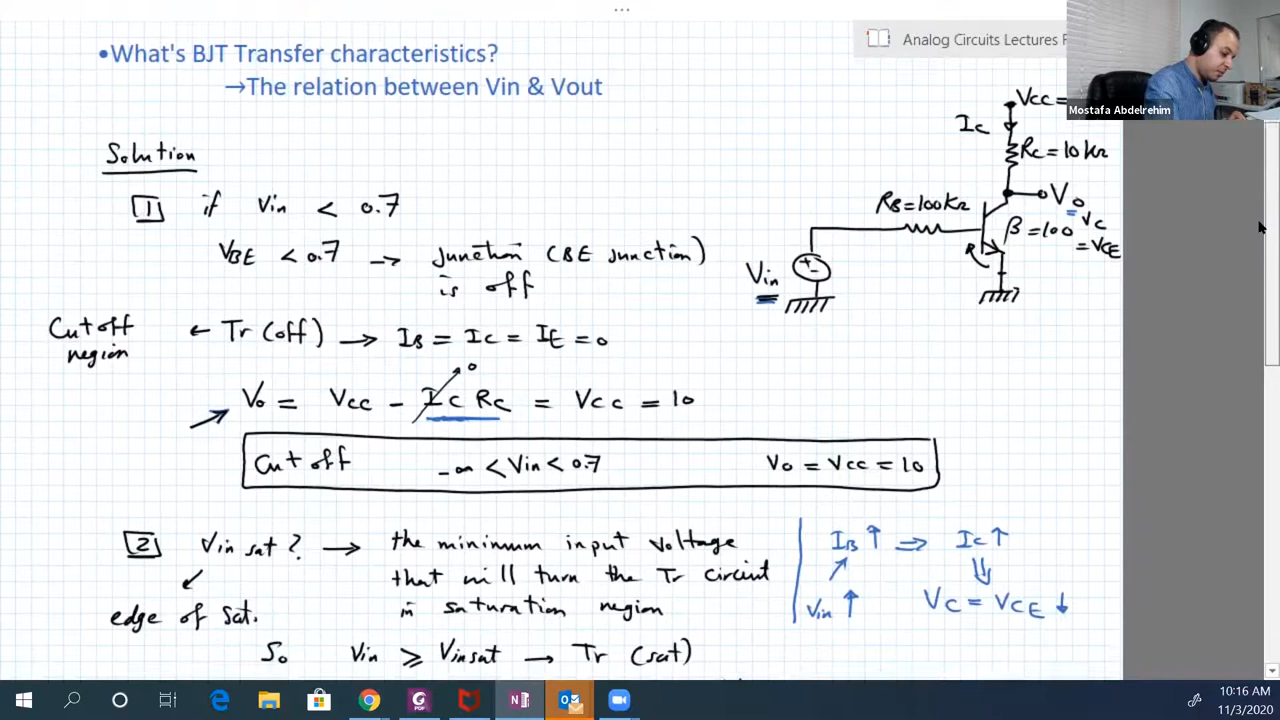 •What's BJT Transfer characteristics?
→The relation between Vin & Vout
Analog Circuits Lectures F
Mostafa Abdelrehim
Vcc =
Ic
Rc = 10 kΩ
Vo
RB = 100 kΩ
Vc
β = 100
= VCE
Vin
+ -
Solution
1 if Vin < 0.7
VBE < 0.7 → Junction (BE Junction)
is off
Cutoff ← Tr (off) → IB = Ic = IE = 0
region
0
Vo = Vcc - Ic Rc = Vcc = 10
Cut off -∞ < Vin < 0.7 Vo = Vcc = 10
2 Vin sat? → the minimum input voltage
that will turn the Tr circuit
edge of sat. in saturation region
IB ↑ ⇒ Ic ↑
Vin ↑ Vc = VCE ↓
So Vin ≥ Vinsat → Tr (sat)
10:16 AM
11/3/2020